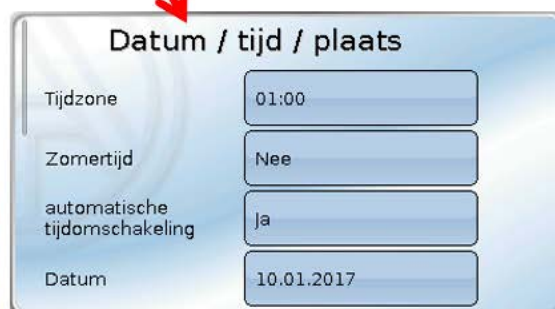 Datum / tijd / plaats
Tijdzone
01:00
Zomertijd
Nee
automatische
tijdomschakeling
Ja
Datum
10.01.2017